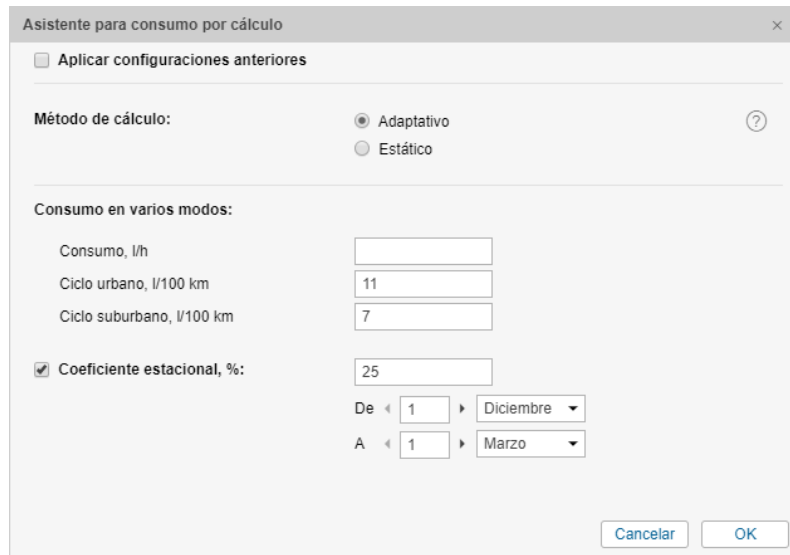 Asistente para consumo por cálculo ×
Aplicar configuraciones anteriores
Método de cálculo: Adaptativo ?
Estático
Consumo en varios modos:
Consumo, l/h
Ciclo urbano, l/100 km 11
Ciclo suburbano, l/100 km 7
Coeficiente estacional, %: 25
De 1 Diciembre
A 1 Marzo
Cancelar OK